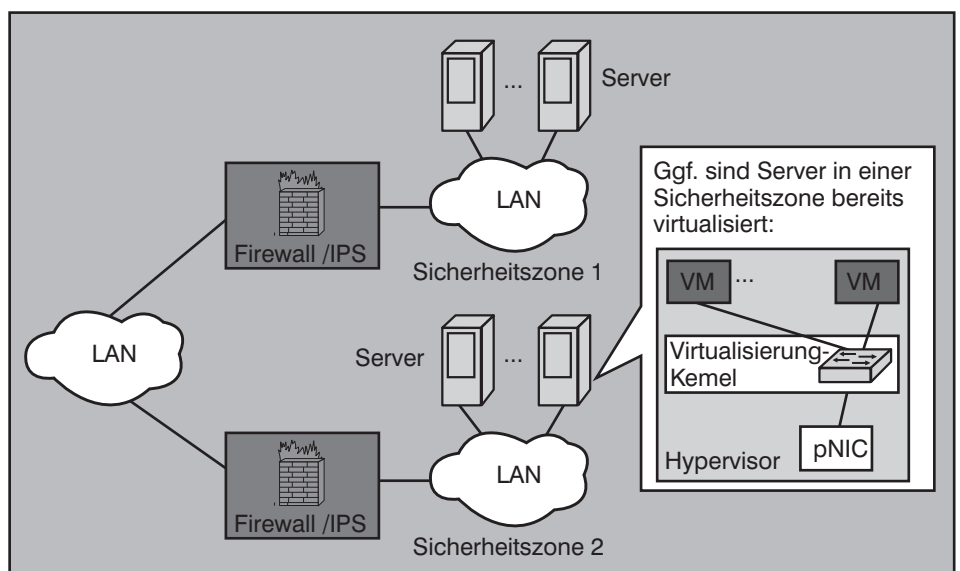 ...
Server
LAN
Firewall /IPS
Sicherheitszone 1
LAN
Server
...
Firewall /IPS
LAN
Sicherheitszone 2
Ggf. sind Server in einer
Sicherheitszone bereits
virtualisiert:
VM
...
VM
Virtualisierung-
Kemel
pNIC
Hypervisor